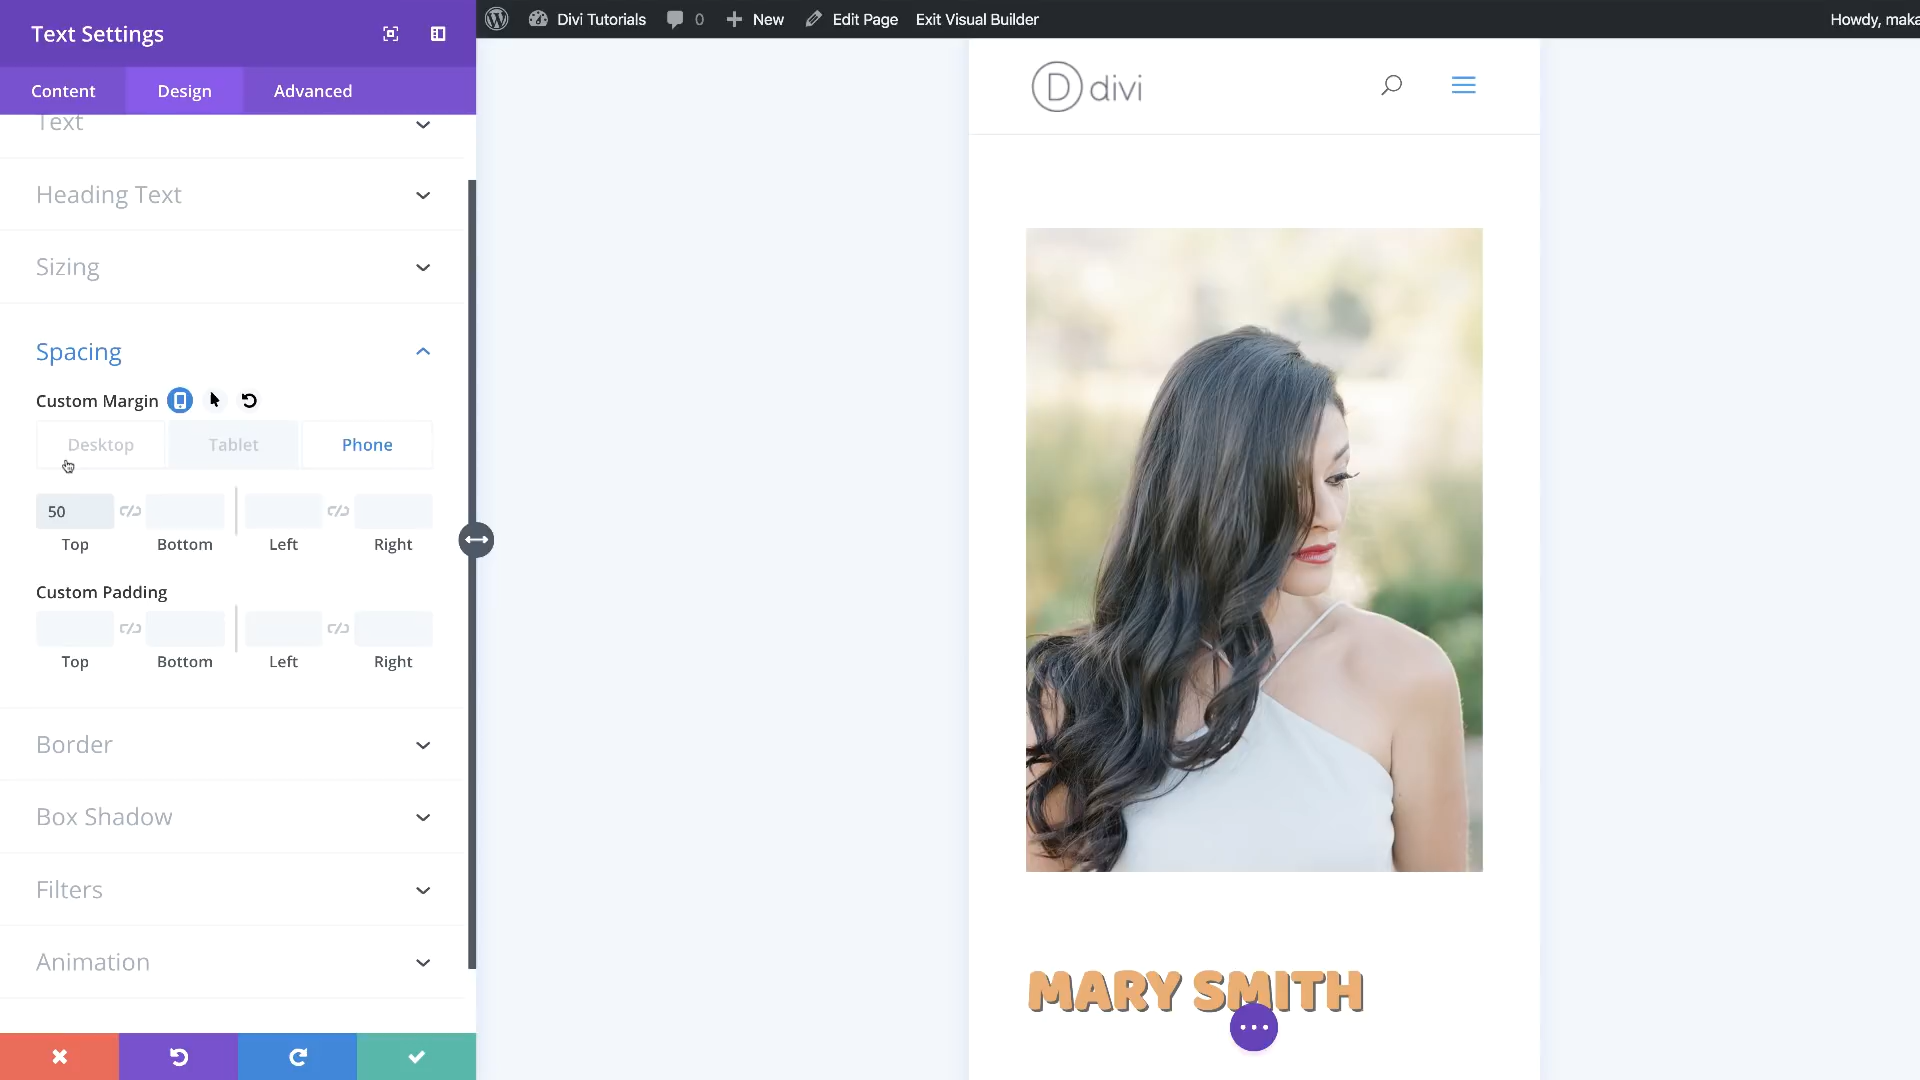 Text Settings
Divi Tutorials 0 New Edit Page Exit Visual Builder Howdy, maka
Content Design Advanced
D divi
Text
Heading Text
Sizing
Spacing
Custom Margin
Desktop Tablet Phone
50
Top Bottom Left Right
Custom Padding
Top Bottom Left Right
Border
Box Shadow
Filters
Animation
MARY SMITH